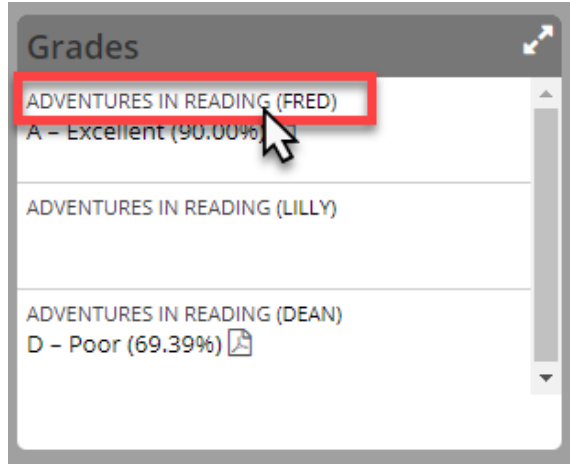 Grades
ADVENTURES IN READING (FRED)
A – Excellent (90.00%)
ADVENTURES IN READING (LILLY)
ADVENTURES IN READING (DEAN)
D – Poor (69.39%)